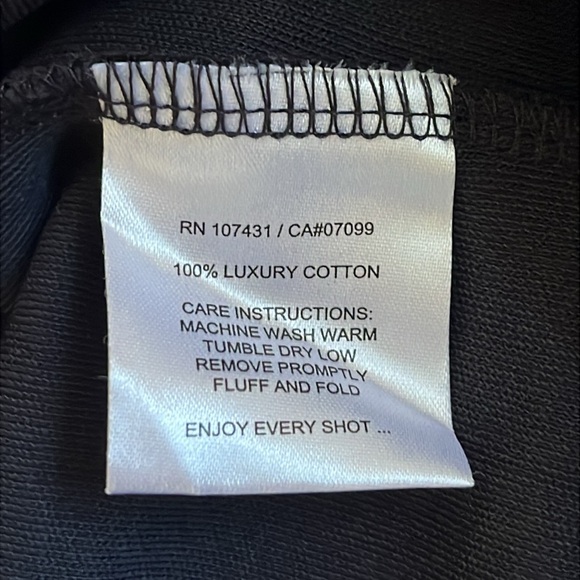 RN 107431 / CA#07099
100% LUXURY COTTON
CARE INSTRUCTIONS:
MACHINE WASH WARM
TUMBLE DRY LOW
REMOVE PROMPTLY
FLUFF AND FOLD
ENJOY EVERY SHOT ...